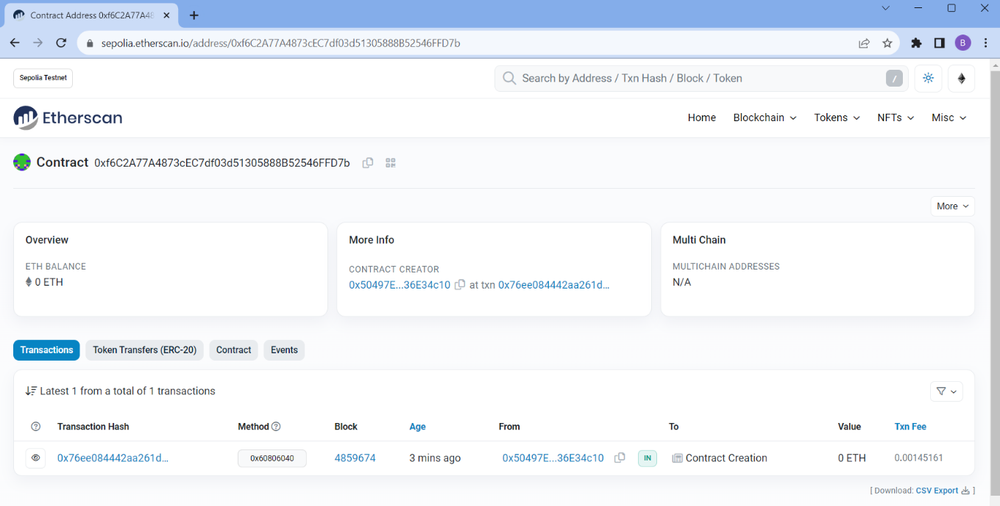 Contract Address 0xf6C2A77A48
sepolia.etherscan.io/address/0xf6C2A77A4873cEC7df03d51305888B52546FFD7b
B
Sepolia Testnet
Search by Address / Txn Hash / Block / Token
/
Etherscan
Home Blockchain Tokens NFTs Misc
Contract 0xf6C2A77A4873cEC7df03d51305888B52546FFD7b
More
Overview
ETH BALANCE
0 ETH
More Info
CONTRACT CREATOR
0x50497E...36E34c10 at txn 0x76ee084442aa261d...
Multi Chain
MULTICHAIN ADDRESSES
N/A
Transactions Token Transfers (ERC-20) Contract Events
Latest 1 from a total of 1 transactions
Transaction Hash Method Block Age From To Value Txn Fee
0x76ee084442aa261d... 0x60806040 4859674 3 mins ago 0x50497E...36E34c10 IN Contract Creation 0 ETH 0.00145161
[ Download: CSV Export ]